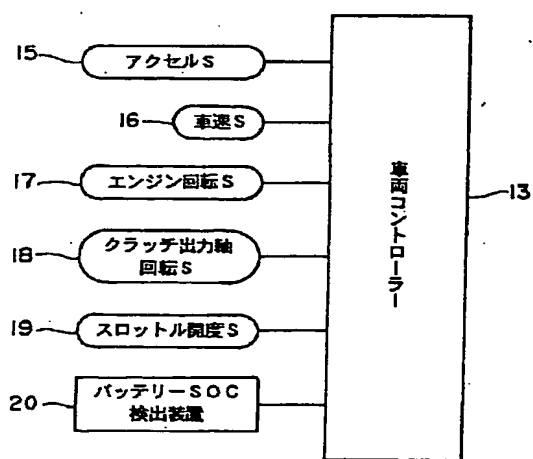 15
アクセルS
16
車速S
17
エンジン回転S
18
クラッチ出力軸
回転S
19
スロットル開度S
20
バッテリーSOC
検出装置
車両コントローラー
13